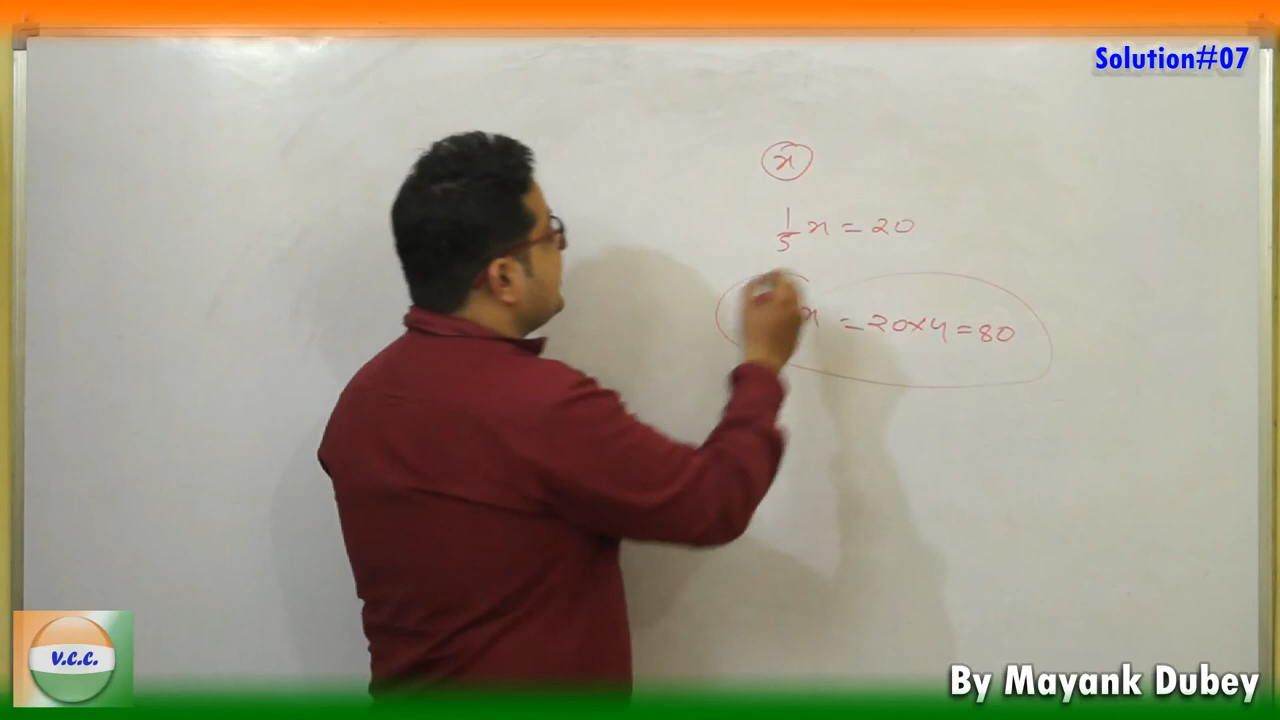 Solution#07
x
1/5 x = 20
x = 20×4 = 80
V.C.C.
By Mayank Dubey